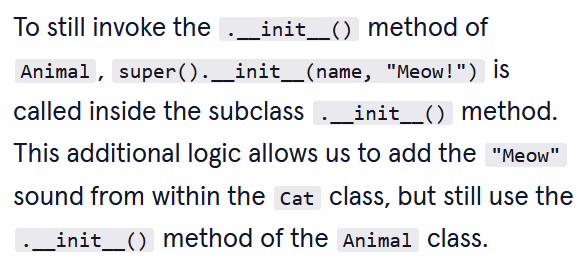 To still invoke the .__init__() method of
Animal, super().__init__(name, "Meow!") is
called inside the subclass .__init__() method.
This additional logic allows us to add the "Meow"
sound from within the Cat class, but still use the
.__init__() method of the Animal class.